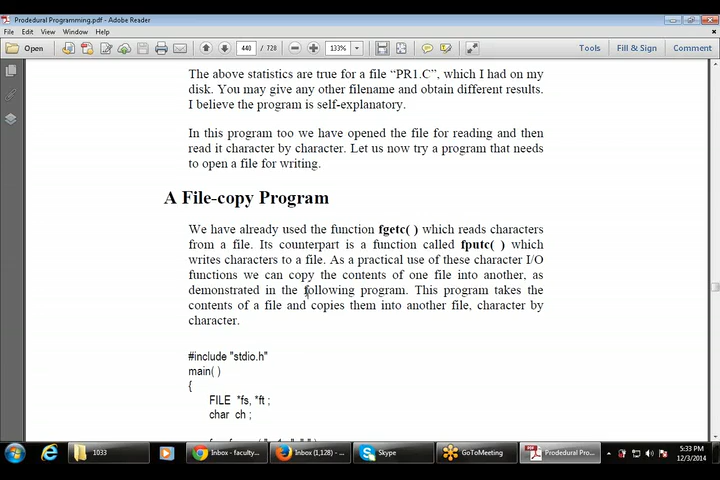 Prodedural Programming.pdf - Adobe Reader
File Edit View Window Help
Open 440 / 728 133% Tools Fill & Sign Comment
The above statistics are true for a file “PR1.C”, which I had on my
disk. You may give any other filename and obtain different results.
I believe the program is self-explanatory.
In this program too we have opened the file for reading and then
read it character by character. Let us now try a program that needs
to open a file for writing.
A File-copy Program
We have already used the function fgetc( ) which reads characters
from a file. Its counterpart is a function called fputc( ) which
writes characters to a file. As a practical use of these character I/O
functions we can copy the contents of one file into another, as
demonstrated in the following program. This program takes the
contents of a file and copies them into another file, character by
character.
#include "stdio.h"
main( )
{
FILE *fs, *ft ;
char ch ;
1033 Inbox - faculty... Inbox (1,128) - ... Skype GoToMeeting Prodedural Pro... 5:33 PM
12/3/2014